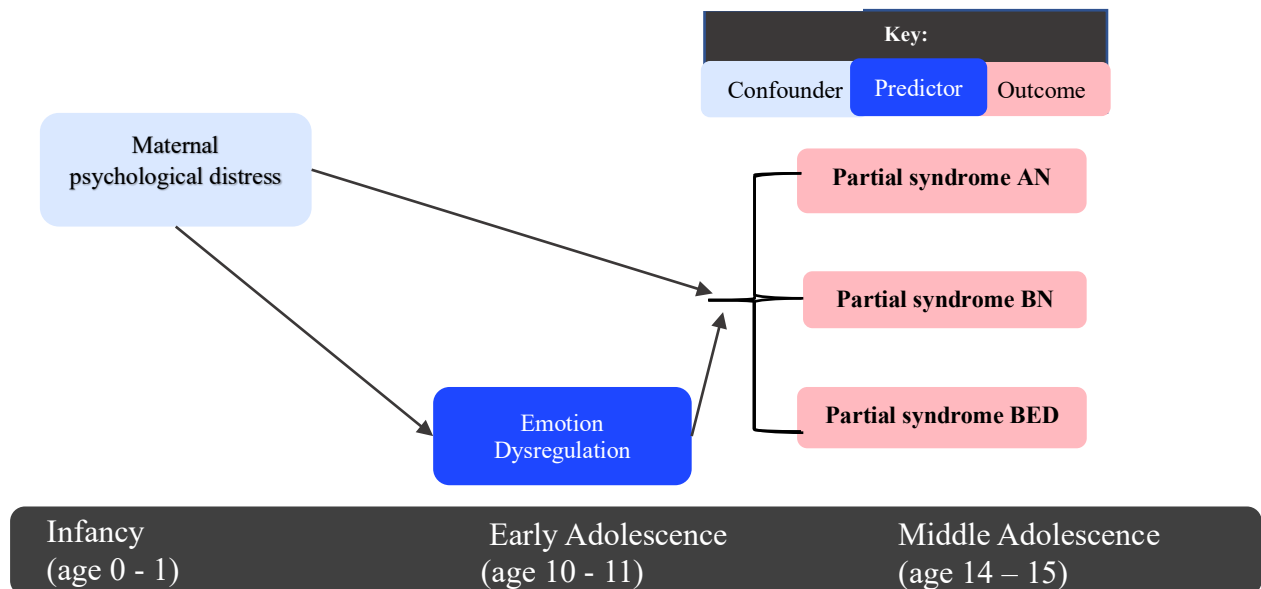 Key:
Confounder Predictor Outcome
Maternal
psychological distress
Partial syndrome AN
Partial syndrome BN
Partial syndrome BED
Emotion
Dysregulation
Infancy
(age 0 - 1)
Early Adolescence
(age 10 - 11)
Middle Adolescence
(age 14 – 15)